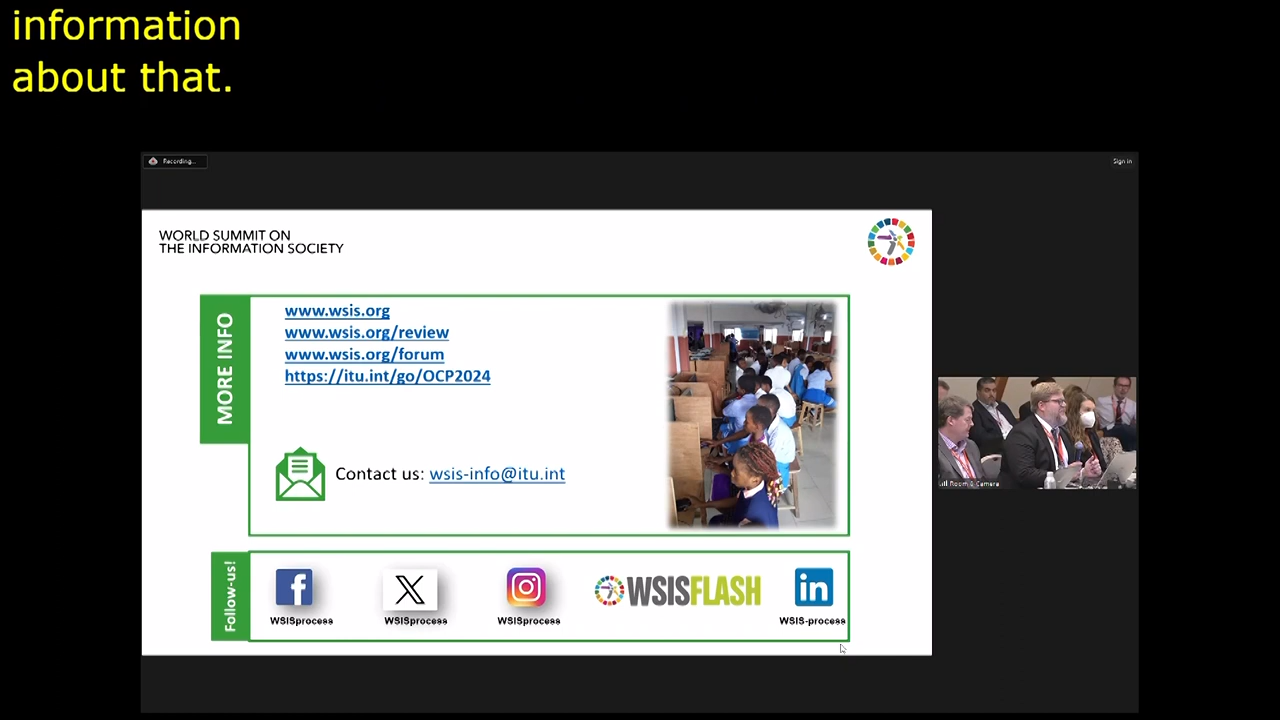 information
about that.
Recording...
Sign in
WORLD SUMMIT ON
THE INFORMATION SOCIETY
MORE INFO
www.wsis.org
www.wsis.org/review
www.wsis.org/forum
https://itu.int/go/OCP2024
Contact us: wsis-info@itu.int
Room 9 Camera
Follow-us!
WSISFLASH
WSISprocess
WSISprocess
WSISprocess
WSIS-process